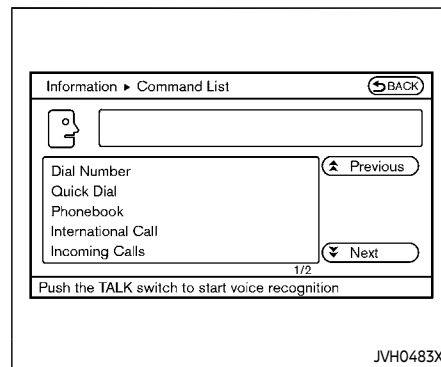 Information ▸ Command List BACK
Dial Number
Previous
Quick Dial
Phonebook
International Call
Incoming Calls
Next
1/2
Push the TALK switch to start voice recognition
JVH0483X